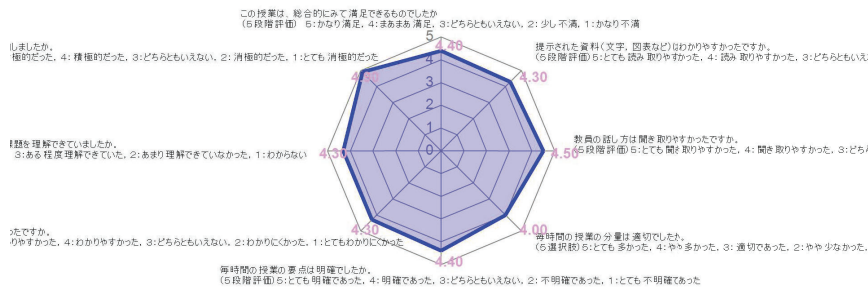 この授業は、総合的にみて満足できるものでしたか
(5段階評価) 5:かなり満足, 4:まあまあ満足, 3:どちらともいえない, 2:少し不満, 1:かなり不満
5
4.40
4
3
2
1
0
提示された資料(文字、図表など)はわかりやすかったですか。
(5段階評価) 5:とても読み取りやすかった, 4:読み取りやすかった, 3:どちらともいえ
4.30
しましたか。
極的だった, 4:積極的だった, 3:どちらともいえない, 2:消極的だった, 1:とても消極的だった
教員の話し方は聞き取りやすかったですか。
(5段階評価) 5:とても聞き取りやすかった, 4:聞き取りやすかった, 3:どち
4.50
題を理解できていましたか。
3:ある程度理解できていた, 2:あまり理解できていなかった, 1:わからない
4.30
毎時間の授業の分量は適切でしたか。
(5選択肢) 5:とても多かった, 4:やや多かった, 3:適切であった, 2:やや少なかった,
4.00
ったですか。
りやすかった, 4:わかりやすかった, 3:どちらともいえない, 2:わかりにくかった, 1:とてもわかりにくかった
4.30
4.40
毎時間の授業の要点は明確でしたか。
(5段階評価) 5:とても明確であった, 4:明確であった, 3:どちらともいえない, 2:不明確であった, 1:とても不明確であった